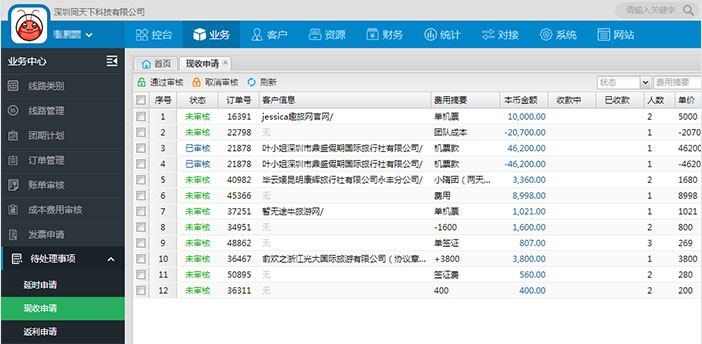 深圳同天下科技有限公司
请输入关键字
控台 业务 客户 资源 财务 统计 对接 系统 网站
业务中心
首页 现收申请
通过审核 取消审核 刷新 状态 费用摘要
序号 状态 订单号 客户信息 费用摘要 本币金额 收款中 已收款 人数 单价
1 未审核 16391 jessica趣旅网官网/ 单机票 10,000.00 2 5000
2 未审核 22798 无 团队成本 -20,700.00 1 -2070
3 已审核 21878 叶小姐深圳市鼎盛假期国际旅行社有限公司/ 机票款 46,200.00 1 46200
4 已审核 21878 叶小姐深圳市鼎盛假期国际旅行社有限公司/ 机票款 -46,200.00 1 -4620
5 未审核 40982 毕云嬌昆明康辉旅行社有限公司永丰分公司/ 小隋团（两天... 3,360.00 2 1680
6 未审核 45366 无 费用 8,998.00 1 8998
7 未审核 37251 暂无途牛旅游网/ 单机票 1,021.00 1 1021
8 未审核 34951 无 -1600 1,600.00 2 800
9 未审核 48862 无 单签证 807.00 3 269
10 未审核 36467 俞欢之浙江光大国际旅游有限公司（协议章... +3800 3,800.00 1 3800
11 未审核 50895 无 签证费 560.00 2 280
12 未审核 36311 无 400 400.00 2 200
线路类别
线路管理
团期计划
订单管理
账单审核
成本费用审核
发票申请
待处理事项
延时申请
现收申请
返利申请